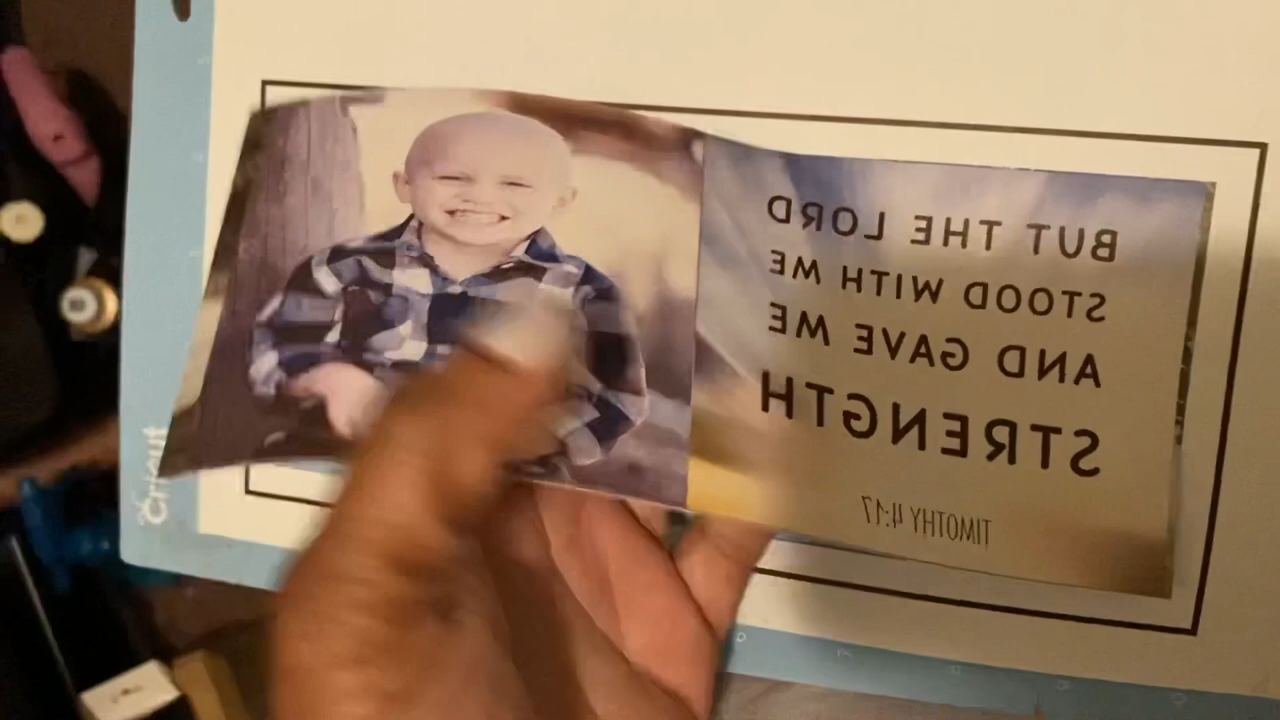 BUT THE LORD
STOOD WITH ME
AND GAVE ME
STRENGTH
TIMOTHY 4:17
Cricut